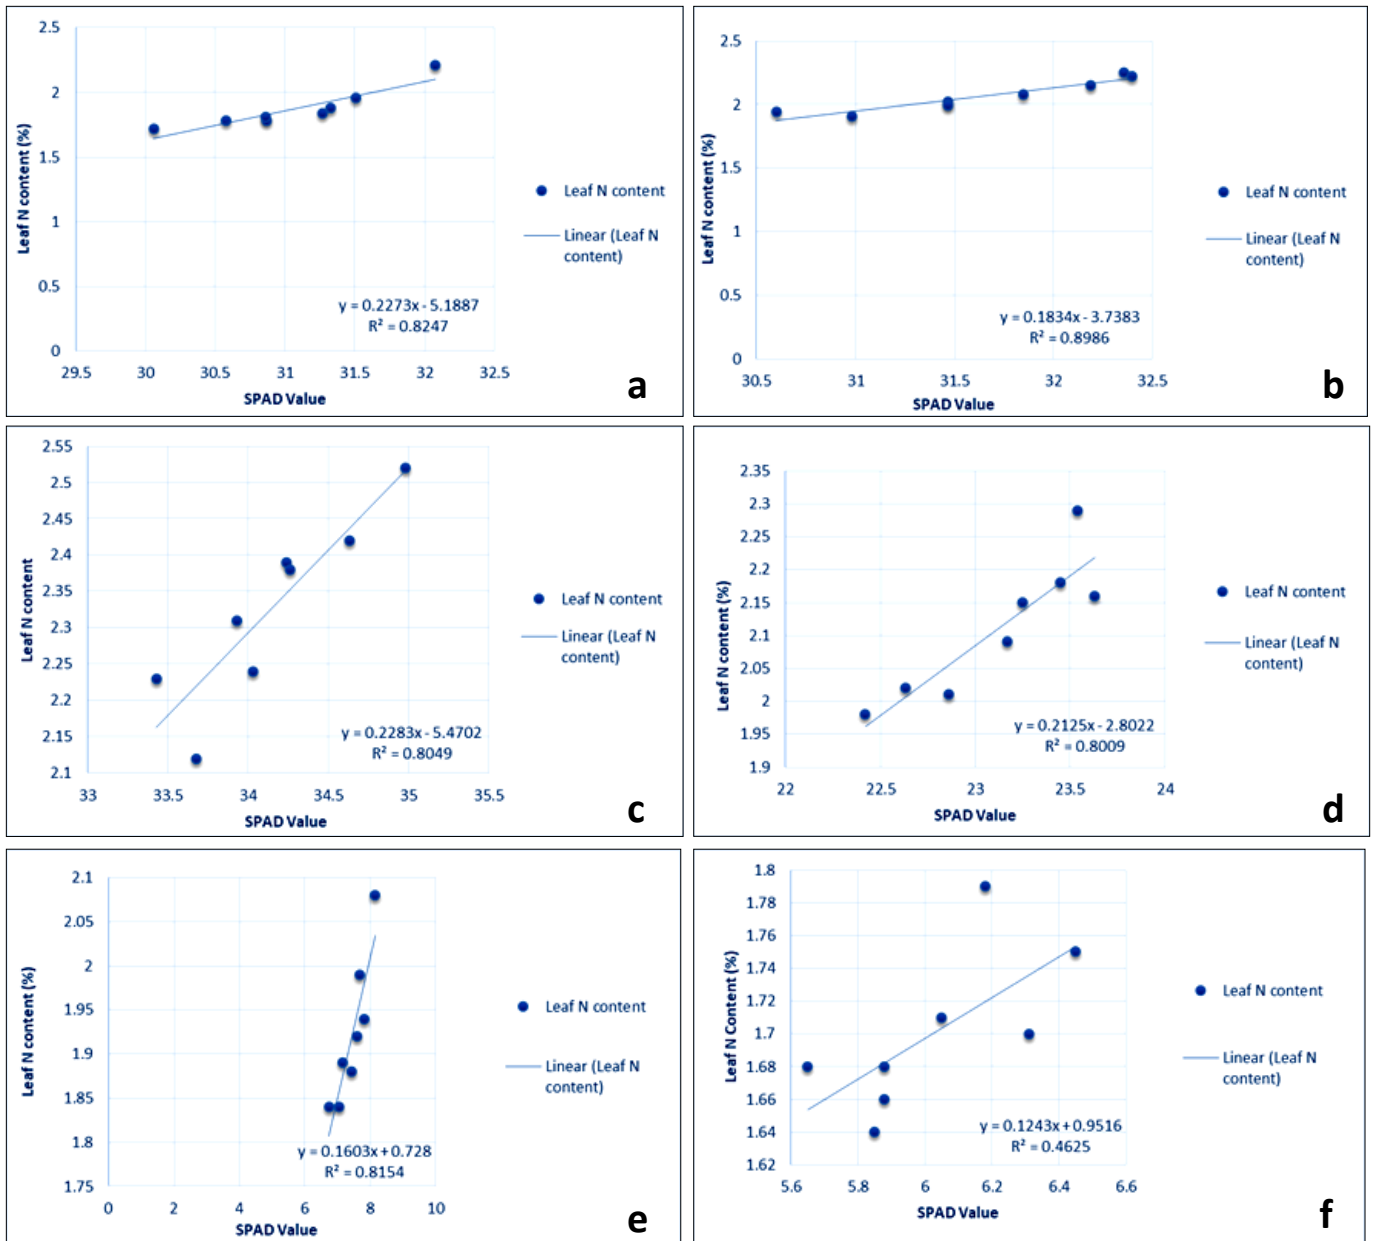 2.5
2
1.5
1
0.5
0
29.5 30 30.5 31 31.5 32 32.5
Leaf N content (%)
SPAD Value
Leaf N content
Linear (Leaf N
content)
y = 0.2273x - 5.1887
R² = 0.8247
a
2.5
2
1.5
1
0.5
0
30.5 31 31.5 32 32.5
Leaf N content (%)
SPAD Value
Leaf N content
Linear (Leaf N
content)
y = 0.1834x - 3.7383
R² = 0.8986
b
2.55
2.5
2.45
2.4
2.35
2.3
2.25
2.2
2.15
2.1
33 33.5 34 34.5 35 35.5
Leaf N content
SPAD Value
Leaf N content
Linear (Leaf N
content)
y = 0.2283x - 5.4702
R² = 0.8049
c
2.35
2.3
2.25
2.2
2.15
2.1
2.05
2
1.95
1.9
22 22.5 23 23.5 24
Leaf N content (%)
SPAD Value
Leaf N content
Linear (Leaf N
content)
y = 0.2125x - 2.8022
R² = 0.8009
d
2.1
2.05
2
1.95
1.9
1.85
1.8
1.75
0 2 4 6 8 10
Leaf N content (%)
SPAD Value
Leaf N content
Linear (Leaf N
content)
y = 0.1603x + 0.728
R² = 0.8154
e
1.8
1.78
1.76
1.74
1.72
1.7
1.68
1.66
1.64
1.62
5.6 5.8 6 6.2 6.4 6.6
Leaf N Content (%)
SPAD Value
Leaf N content
Linear (Leaf N
content)
y = 0.1243x + 0.9516
R² = 0.4625
f